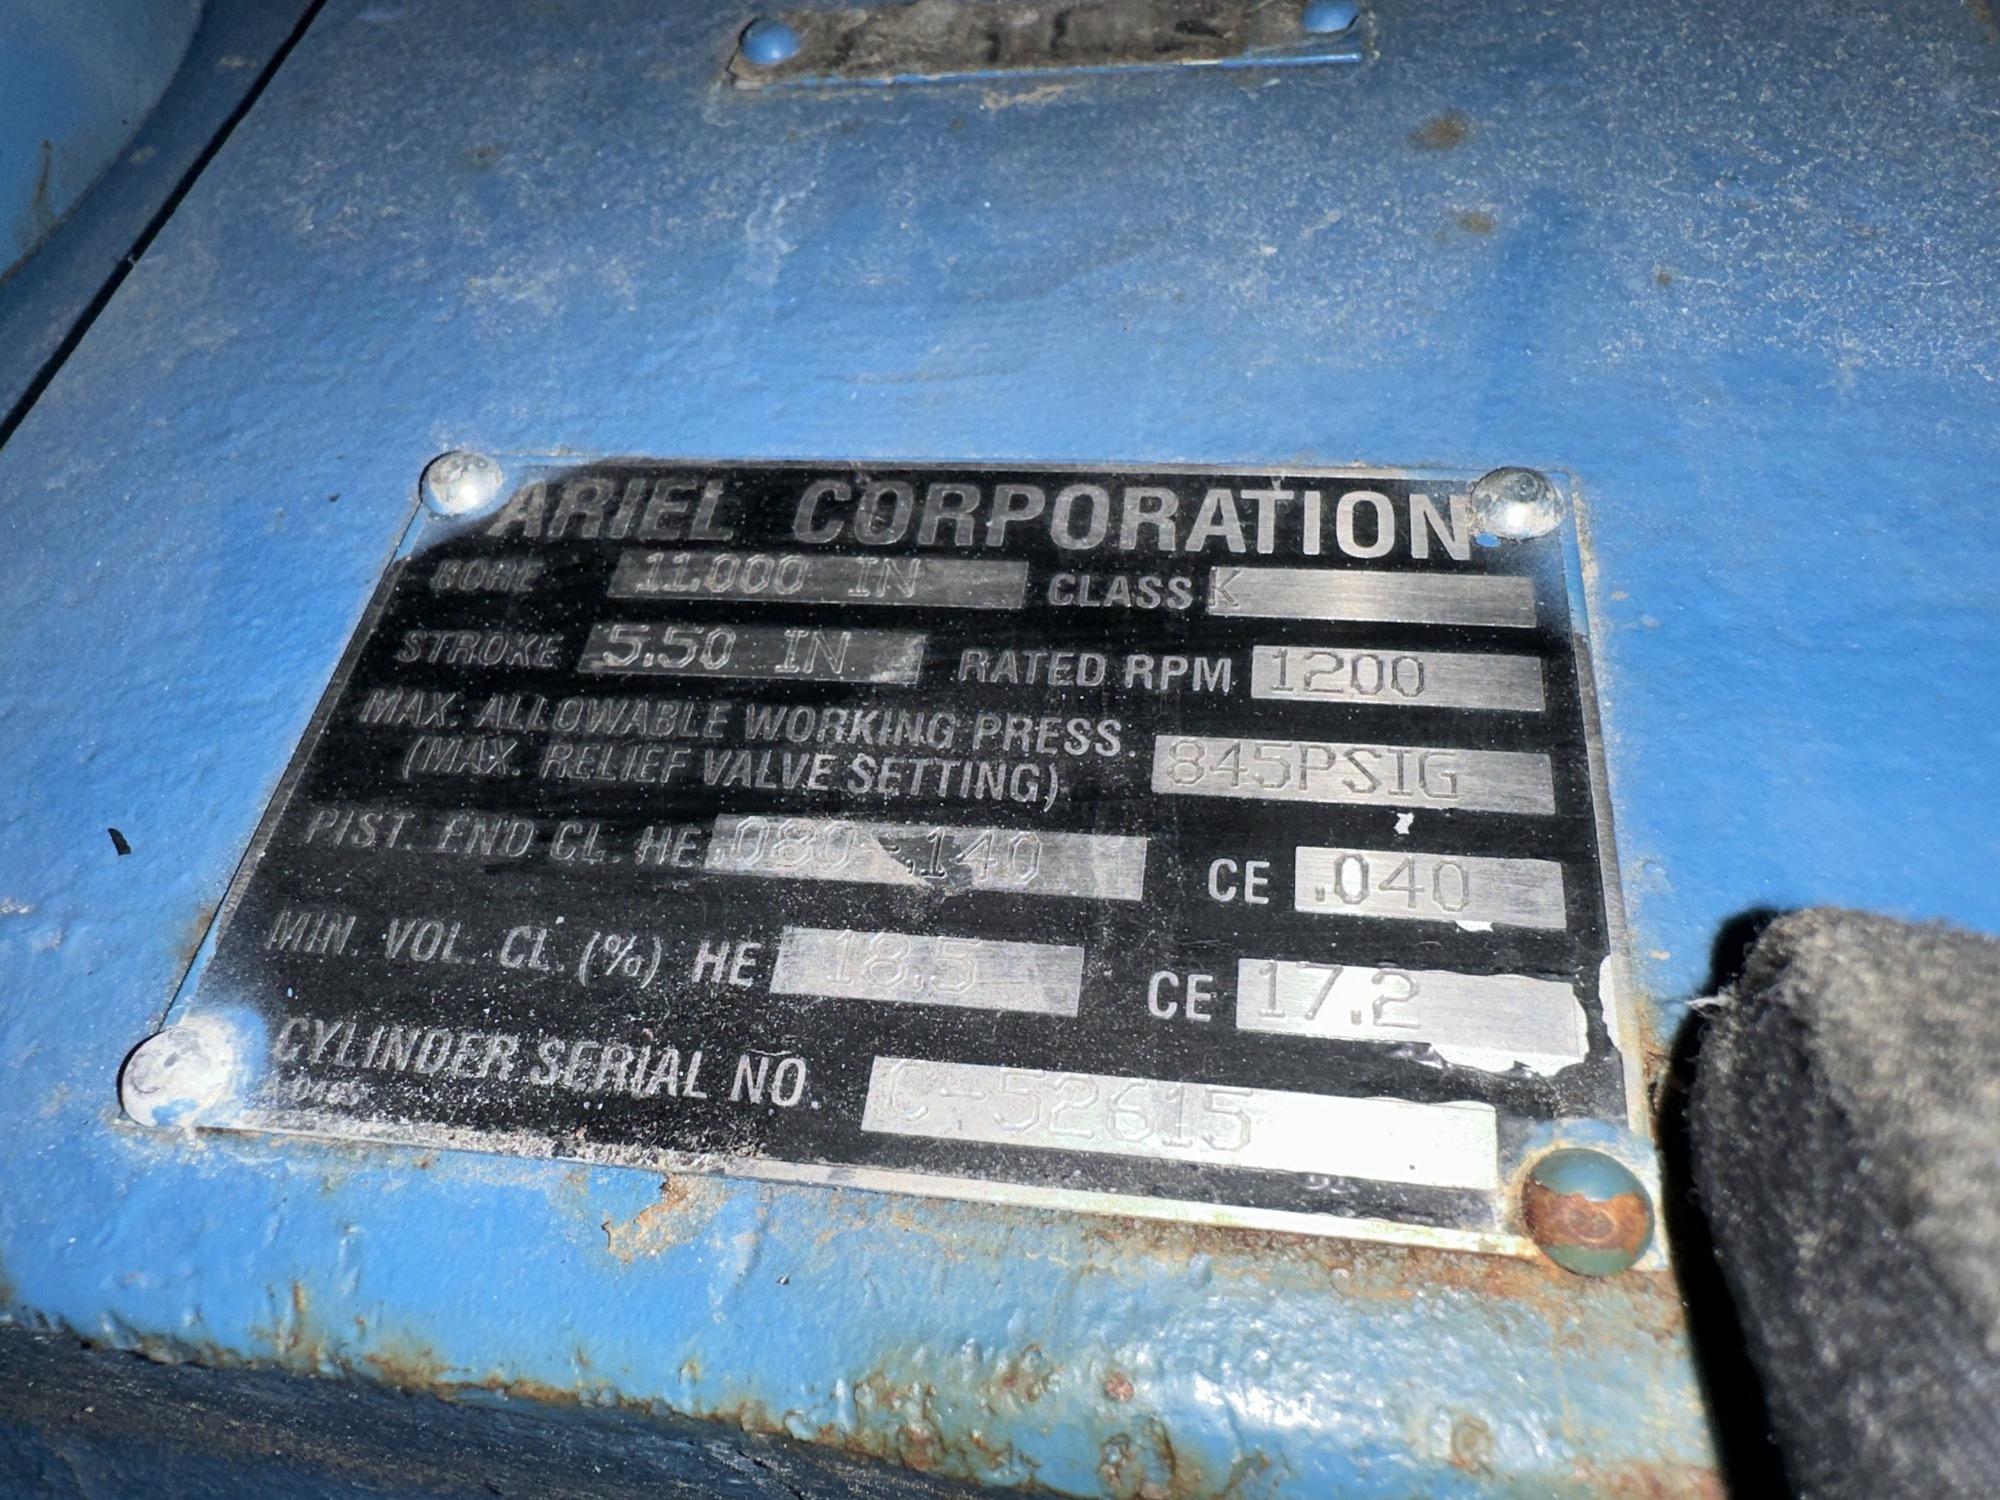 ARIEL CORPORATION
BORE 11.000 IN CLASS K
STROKE 5.50 IN RATED RPM 1200
MAX. ALLOWABLE WORKING PRESS.
(MAX. RELIEF VALVE SETTING) 845PSIG
PIST. END CL. HE .080-.140 CE .040
MIN. VOL. CL. (%) HE 18.5 CE 17.2
CYLINDER SERIAL NO. C-52615